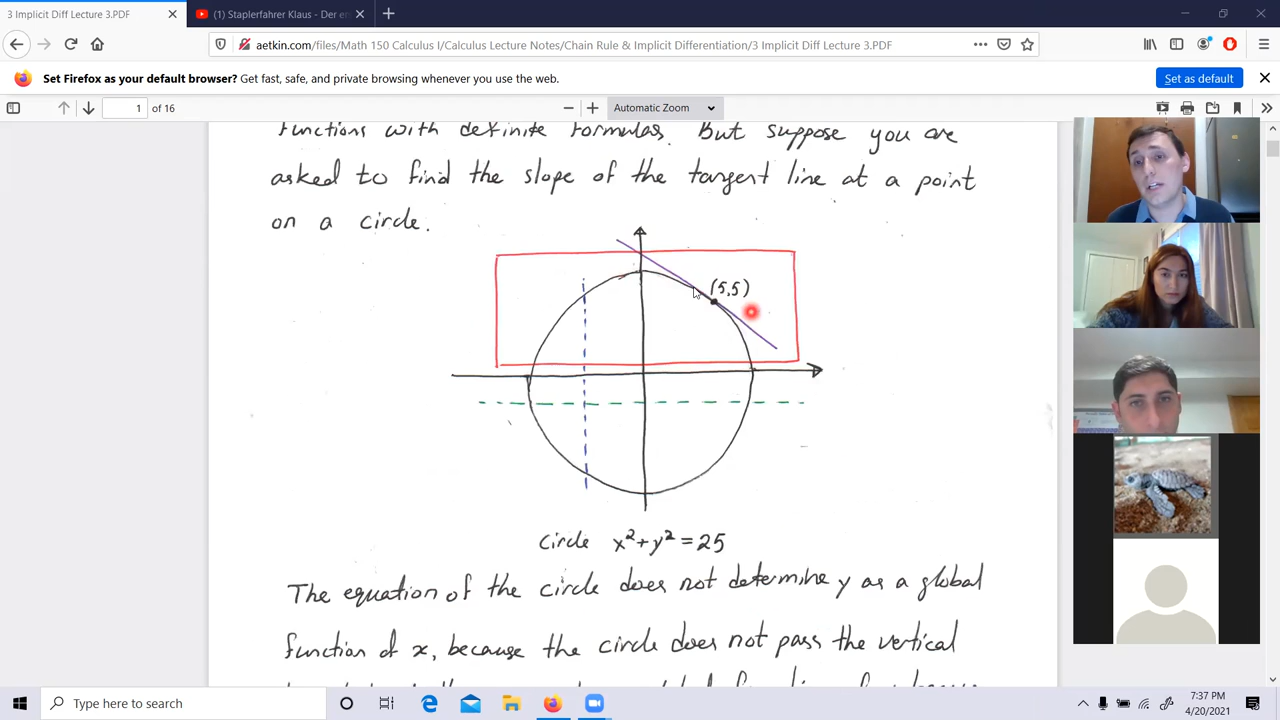 3 Implicit Diff Lecture 3.PDF
(1) Staplerfahrer Klaus - Der e
aetkin.com/files/Math 150 Calculus I/Calculus Lecture Notes/Chain Rule & Implicit Differentiation/3 Implicit Diff Lecture 3.PDF
Set Firefox as your default browser? Get fast, safe, and private browsing whenever you use the web.
Set as default
1 of 16
Automatic Zoom
functions with definite formulas. But suppose you are
asked to find the slope of the tangent line at a point
on a circle.
(5,5)
circle x²+y²=25
The equation of the circle does not determine y as a global
function of x, because the circle does not pass the vertical
Type here to search
7:37 PM
4/20/2021